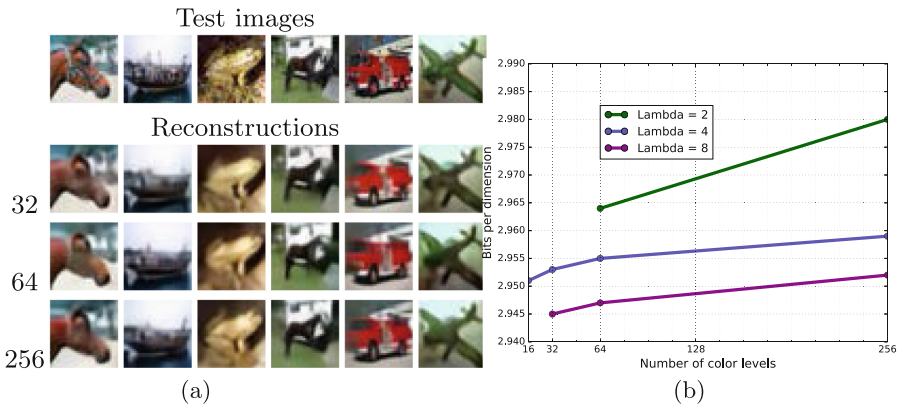 Test images
Reconstructions
32
64
256
(a)
2.990
2.985
2.980
2.975
2.970
2.965
2.960
2.955
2.950
2.945
2.940
Bits per dimension
Lambda = 2
Lambda = 4
Lambda = 8
16 32 64 128 256
Number of color levels
(b)